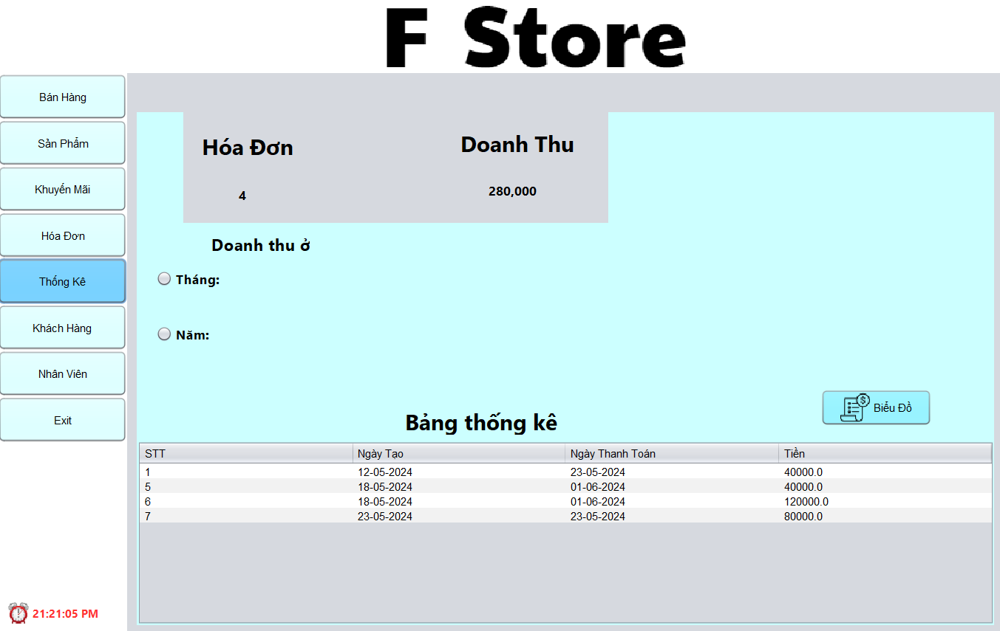 F Store
Bán Hàng
Sản Phẩm
Khuyến Mãi
Hóa Đơn
Thống Kê
Khách Hàng
Nhân Viên
Exit
21:21:05 PM
Hóa Đơn Doanh Thu
4 280,000
Doanh thu ở
Tháng:
Năm:
Biểu Đồ
Bảng thống kê
STT Ngày Tạo Ngày Thanh Toán Tiền
1 12-05-2024 23-05-2024 40000.0
5 18-05-2024 01-06-2024 40000.0
6 18-05-2024 01-06-2024 120000.0
7 23-05-2024 23-05-2024 80000.0